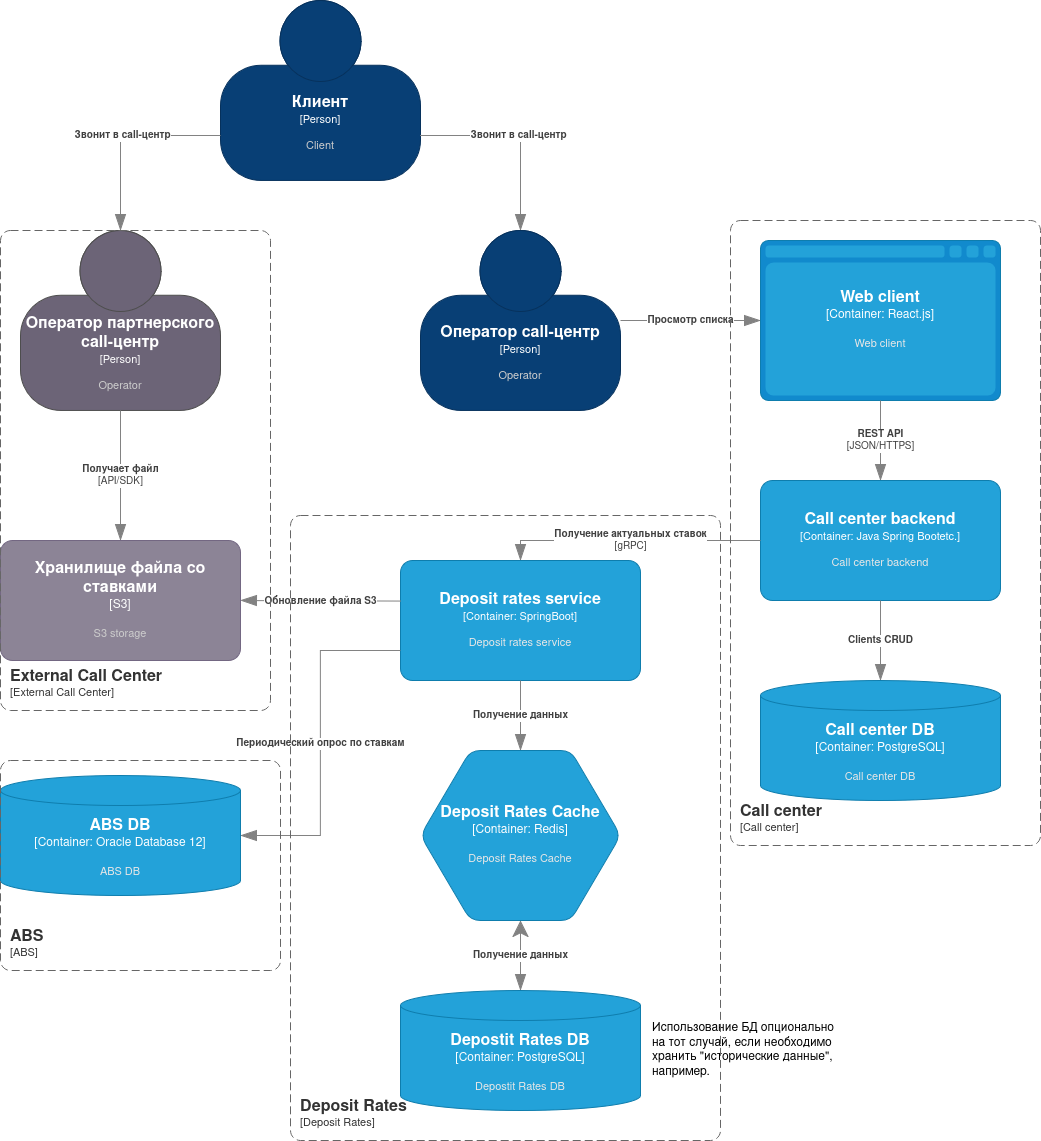 Клиент
[Person]
Client
Звонит в call-центр
Звонит в call-центр
Оператор партнерского
call-центр
[Person]
Operator
Оператор call-центр
[Person]
Operator
Просмотр списка
Web client
[Container: React.js]
Web client
REST API
[JSON/HTTPS]
Получает файл
[API/SDK]
Call center backend
[Container: Java Spring Bootetc.]
Call center backend
Получение актуальных ставок
[gRPC]
Хранилище файла со
ставками
[S3]
S3 storage
Обновление файла S3
Deposit rates service
[Container: SpringBoot]
Deposit rates service
External Call Center
[External Call Center]
Clients CRUD
Получение данных
Периодический опрос по ставкам
Call center DB
[Container: PostgreSQL]
Call center DB
Call center
[Call center]
ABS DB
[Container: Oracle Database 12]
ABS DB
Deposit Rates Cache
[Container: Redis]
Deposit Rates Cache
ABS
[ABS]
Получение данных
Depostit Rates DB
[Container: PostgreSQL]
Depostit Rates DB
Использование БД опционально
на тот случай, если необходимо
хранить "исторические данные",
например.
Deposit Rates
[Deposit Rates]